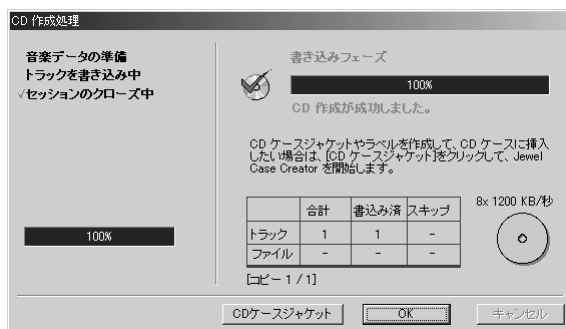 CD 作成処理
音楽データの準備
トラックを書き込み中
√セッションのクローズ中
100%
書き込みフェーズ
100%
CD 作成が成功しました。
CD ケースジャケットやラベルを作成して、CD ケースに挿入
したい場合は、[CD ケースジャケット]をクリックして、Jewel
Case Creator を開始します。
合計 書込み済 スキップ
トラック 1 1 -
ファイル - - -
[コピー 1 / 1]
8x 1200 KB/秒
CDケースジャケット OK キャンセル